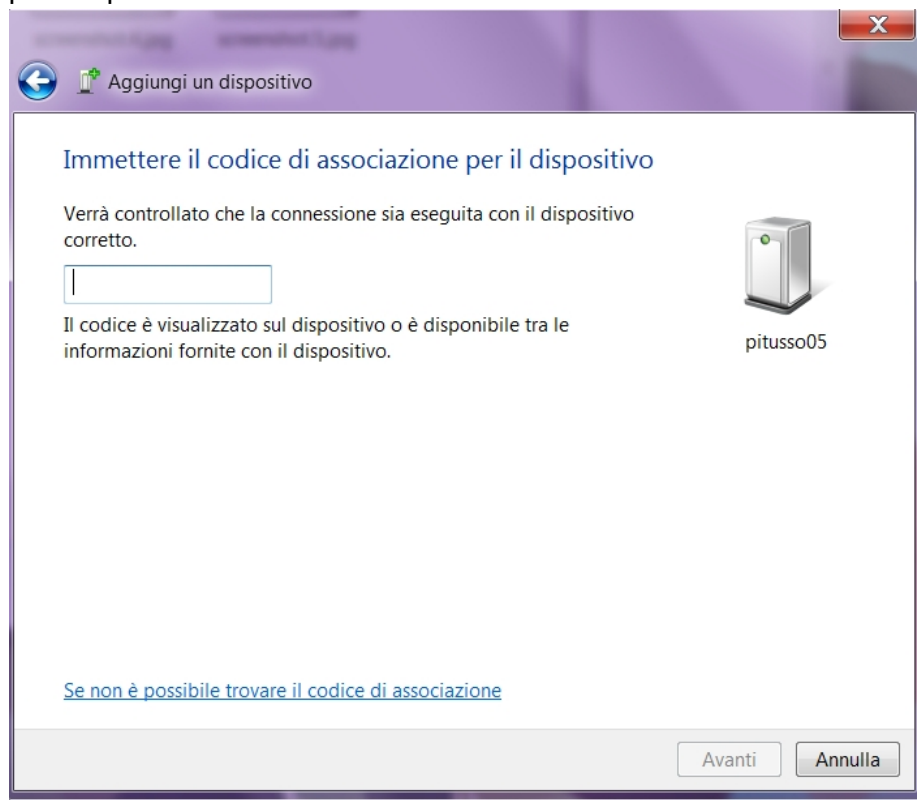 Aggiungi un dispositivo
Immettere il codice di associazione per il dispositivo
Verrà controllato che la connessione sia eseguita con il dispositivo
corretto.
Il codice è visualizzato sul dispositivo o è disponibile tra le
informazioni fornite con il dispositivo.
pitusso05
Se non è possibile trovare il codice di associazione
Avanti
Annulla